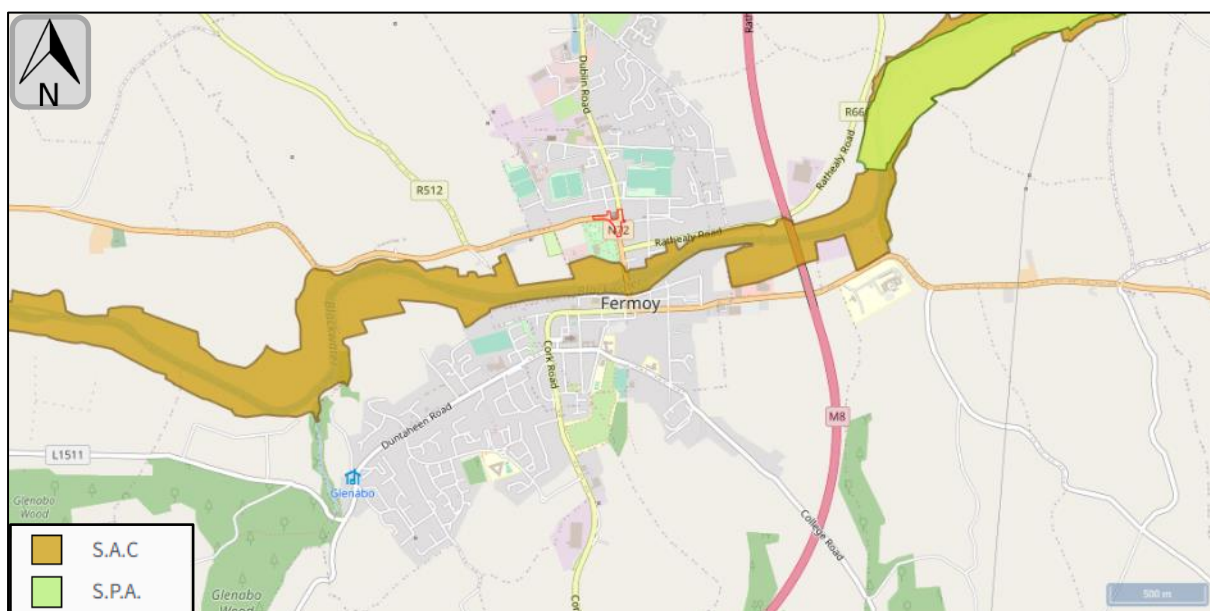 N
Dublin Road
R66
Rathealy Road
R512
N72
Rathealy Road
Fermoy
Blackwater
Cork Road
Duntaheen Road
M8
L1511
Glenabo
Wood
Glenabo
College Road
S.A.C
S.P.A.
Glenabo
500 m